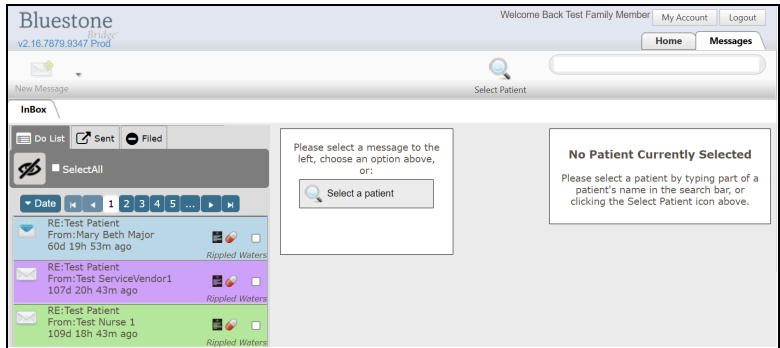 Bluestone
Bridge
v2.16.7879.9347 Prod
Welcome Back Test Family Member
My Account
Logout
Home
Messages
New Message
Select Patient
InBox
Do List
Sent
Filed
SelectAll
Date
1 2 3 4 5 ...
RE:Test Patient
From:Mary Beth Major
60d 19h 53m ago
Rippled Waters
RE:Test Patient
From:Test ServiceVendor1
107d 20h 43m ago
Rippled Waters
RE:Test Patient
From:Test Nurse 1
109d 18h 43m ago
Rippled Waters
Please select a message to the
left, choose an option above,
or:
Select a patient
No Patient Currently Selected
Please select a patient by typing part of a
patient's name in the search bar, or
clicking the Select Patient icon above.